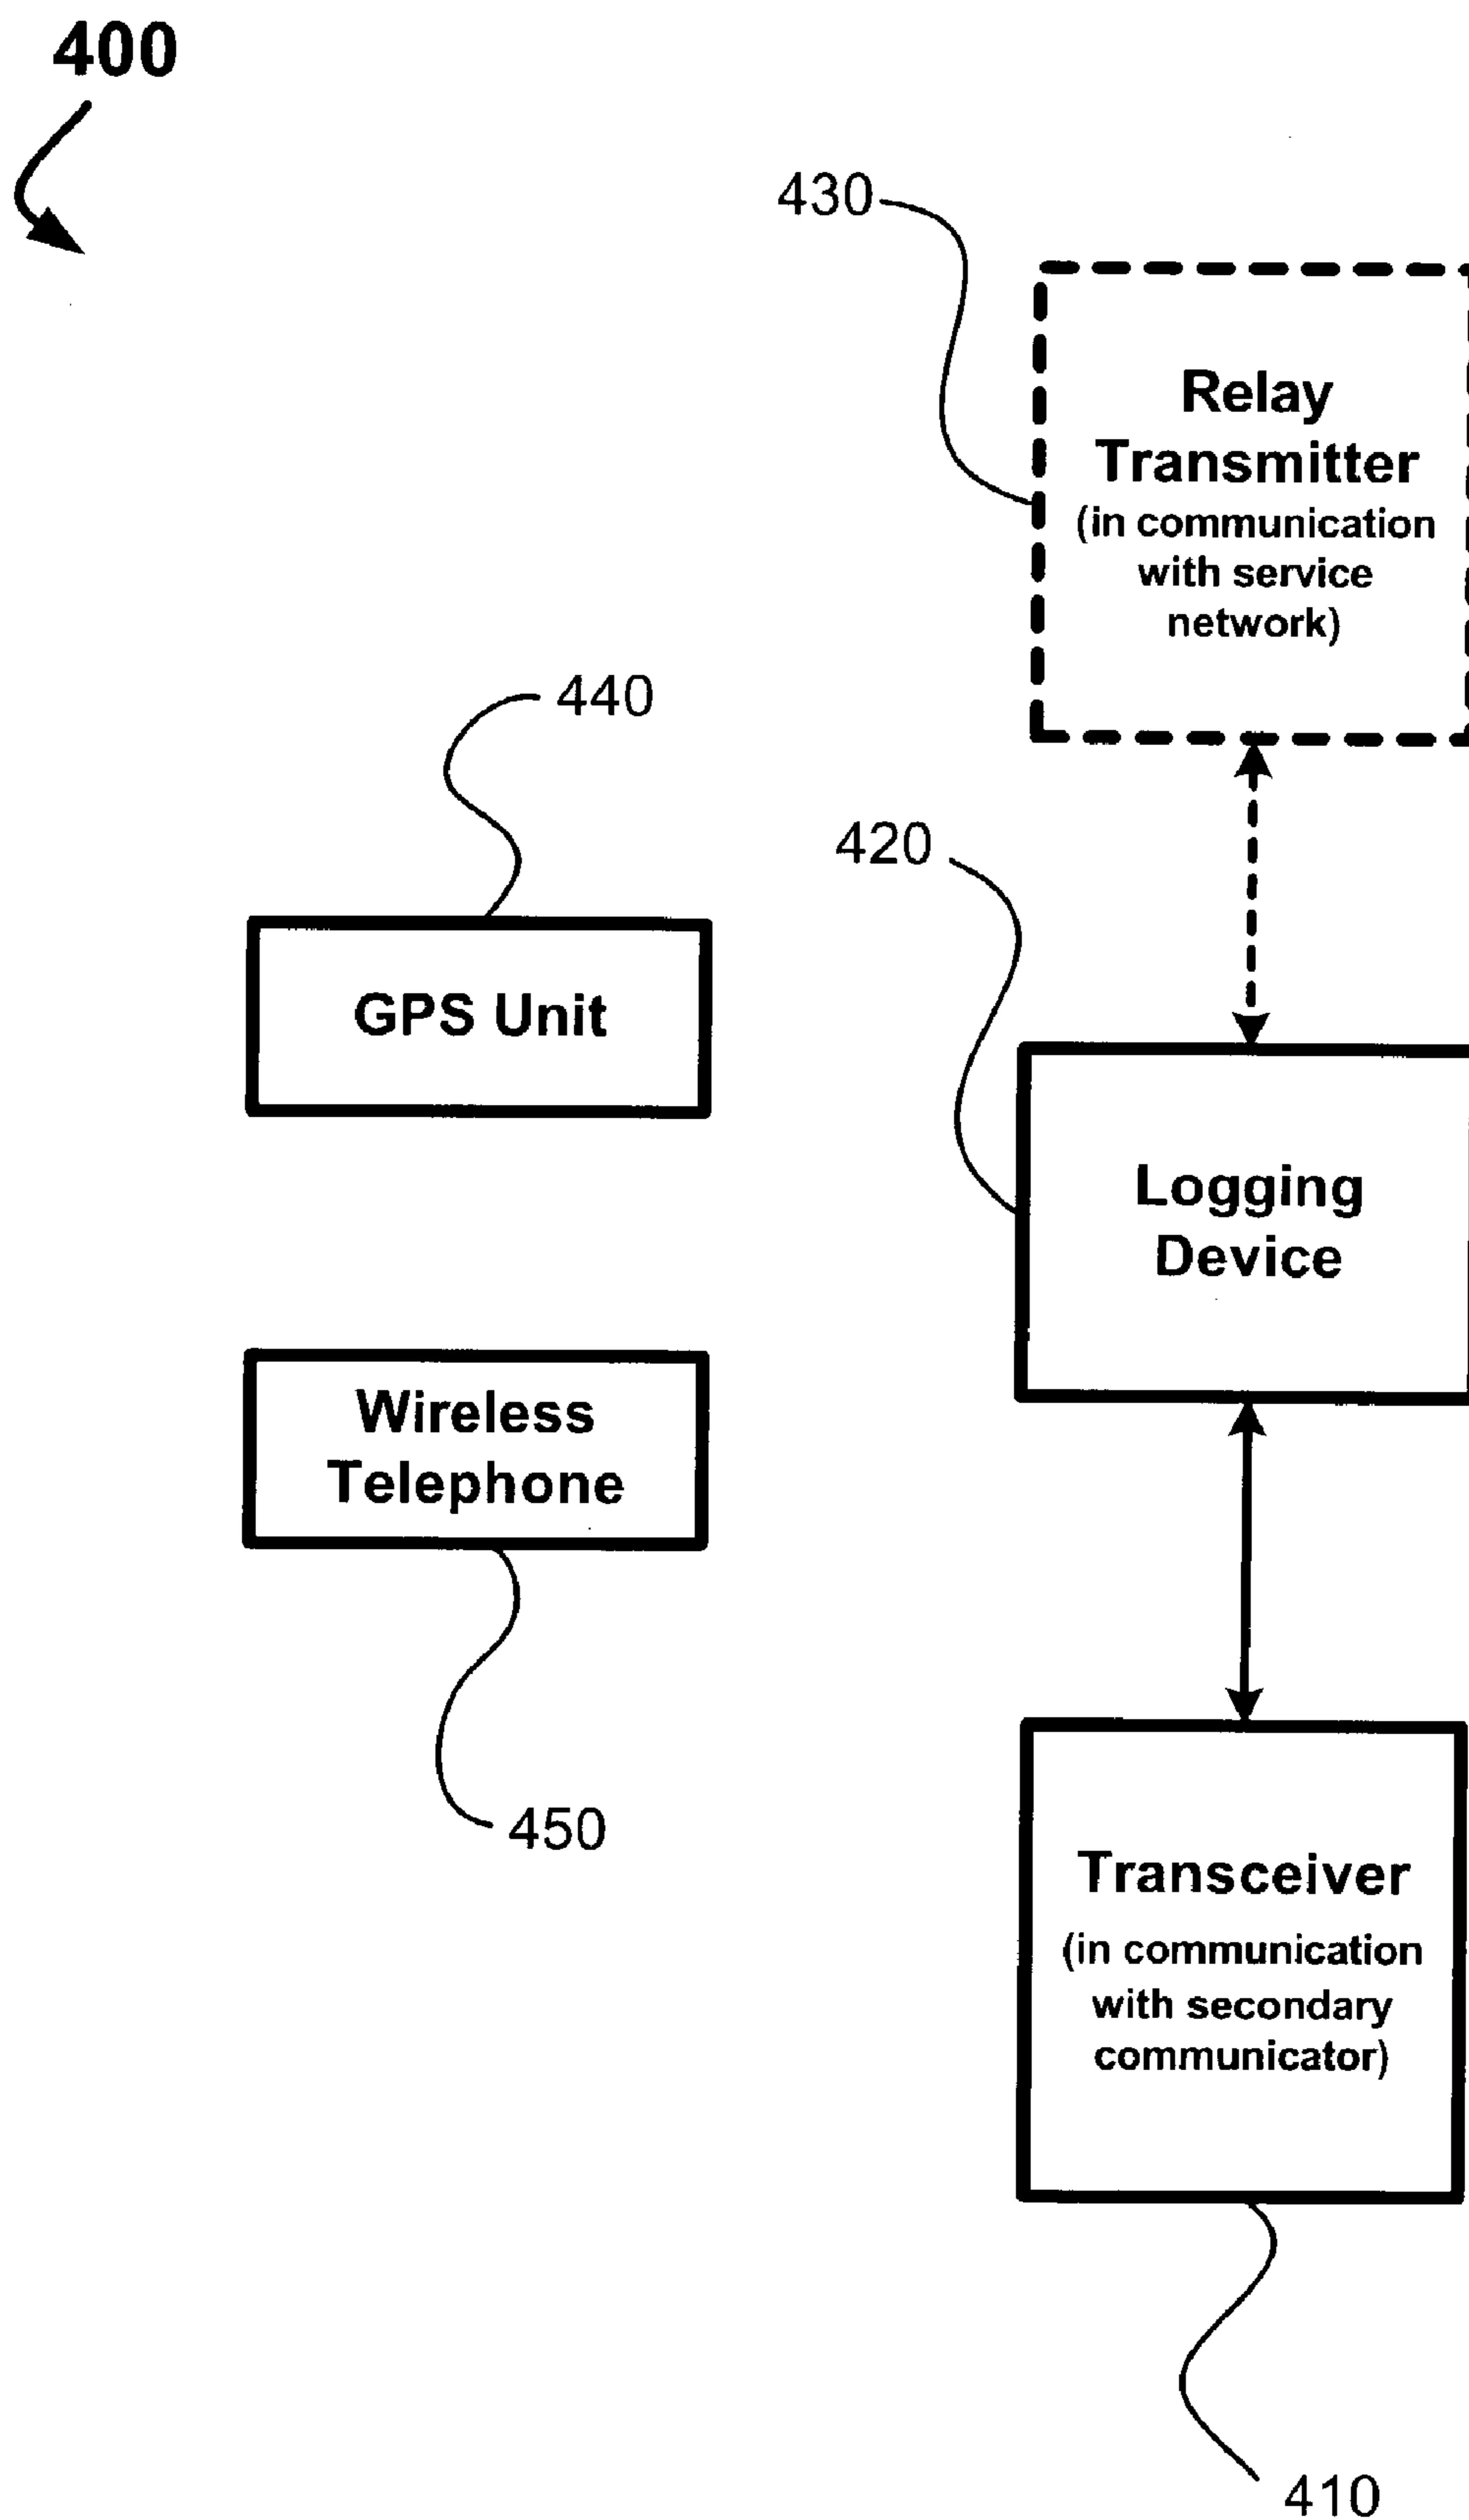 400
430
Relay
Transmitter
(in communication
with service
network)
440
420
GPS Unit
Logging
Device
Wireless
Telephone
450
Transceiver
(in communication
with secondary
communicator)
410